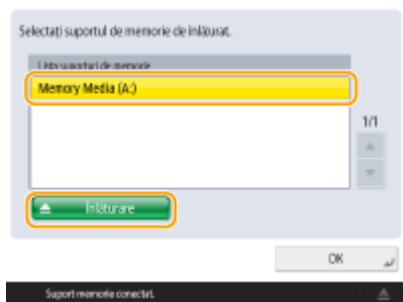 Selectați suportul de memorie de înlăturat.
Lista suporturi de memorie
Memory Media (A:)
1/1
Înlăturare
OK
Suport memorie conectat.